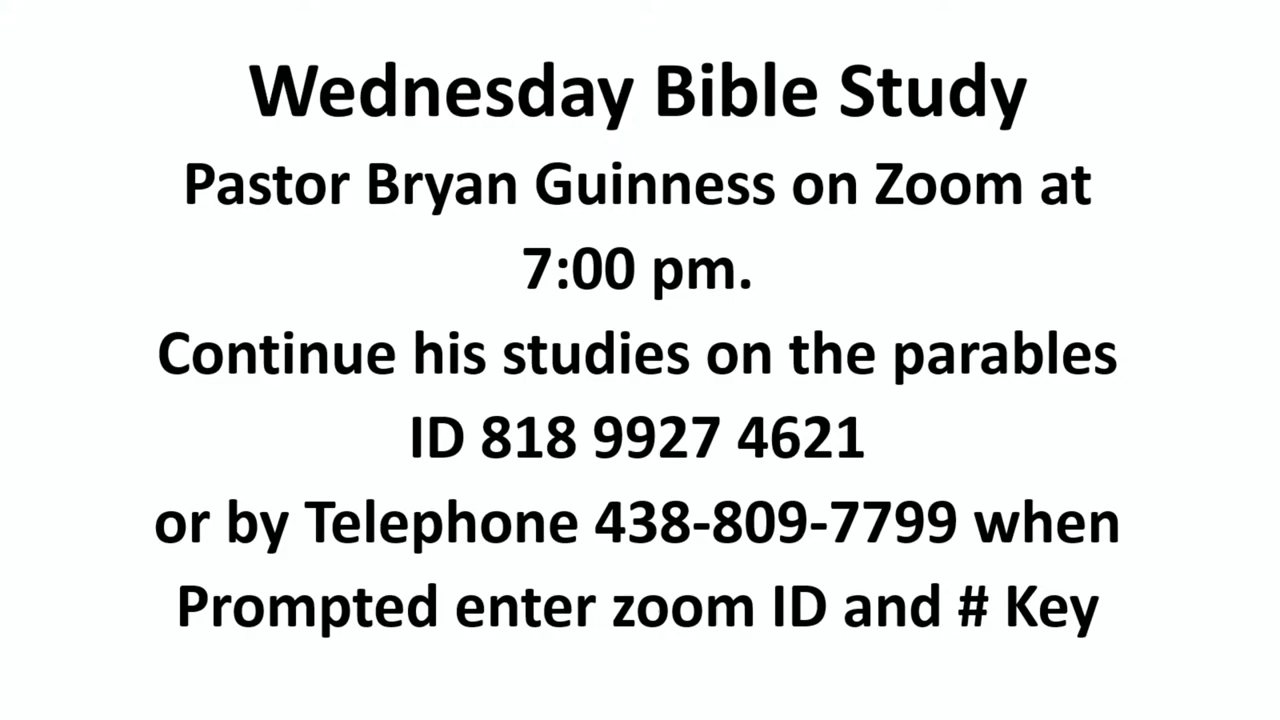 Wednesday Bible Study
Pastor Bryan Guinness on Zoom at
7:00 pm.
Continue his studies on the parables
ID 818 9927 4621
or by Telephone 438-809-7799 when
Prompted enter zoom ID and # Key